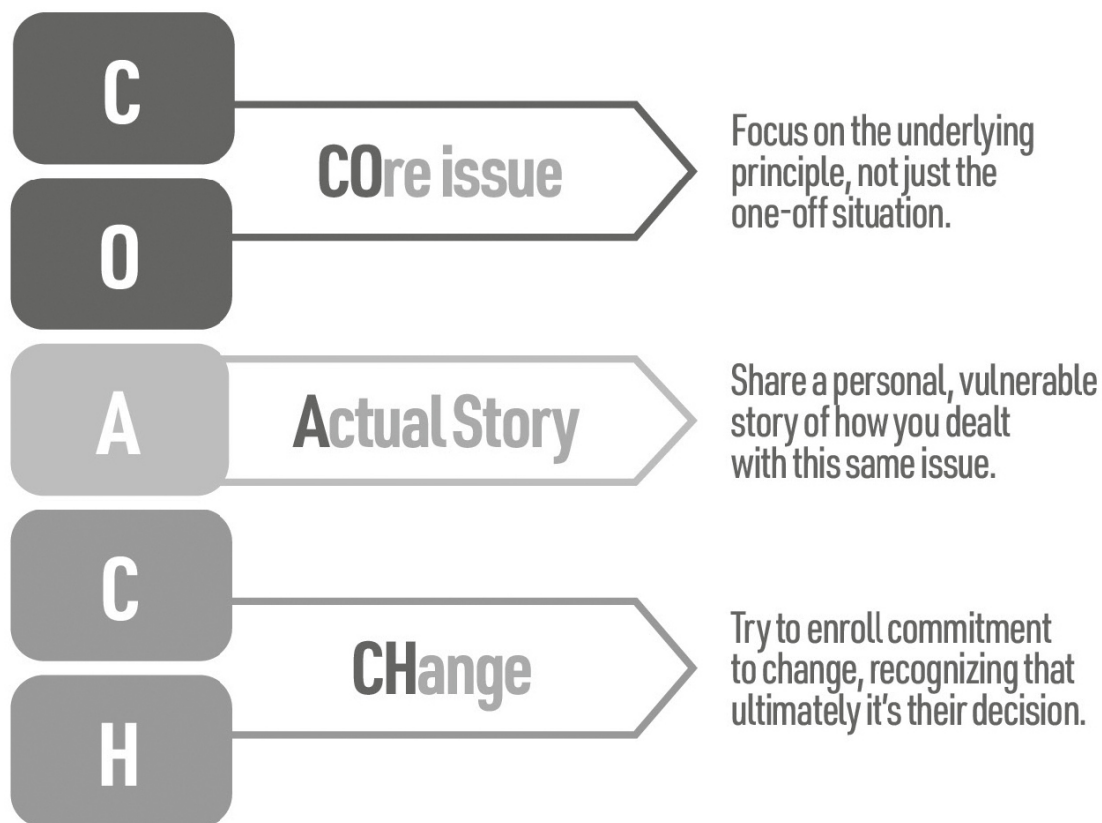 C
O
COre issue
Focus on the underlying
principle, not just the
one-off situation.
A
Actual Story
Share a personal, vulnerable
story of how you dealt
with this same issue.
C
H
CHange
Try to enroll commitment
to change, recognizing that
ultimately it's their decision.